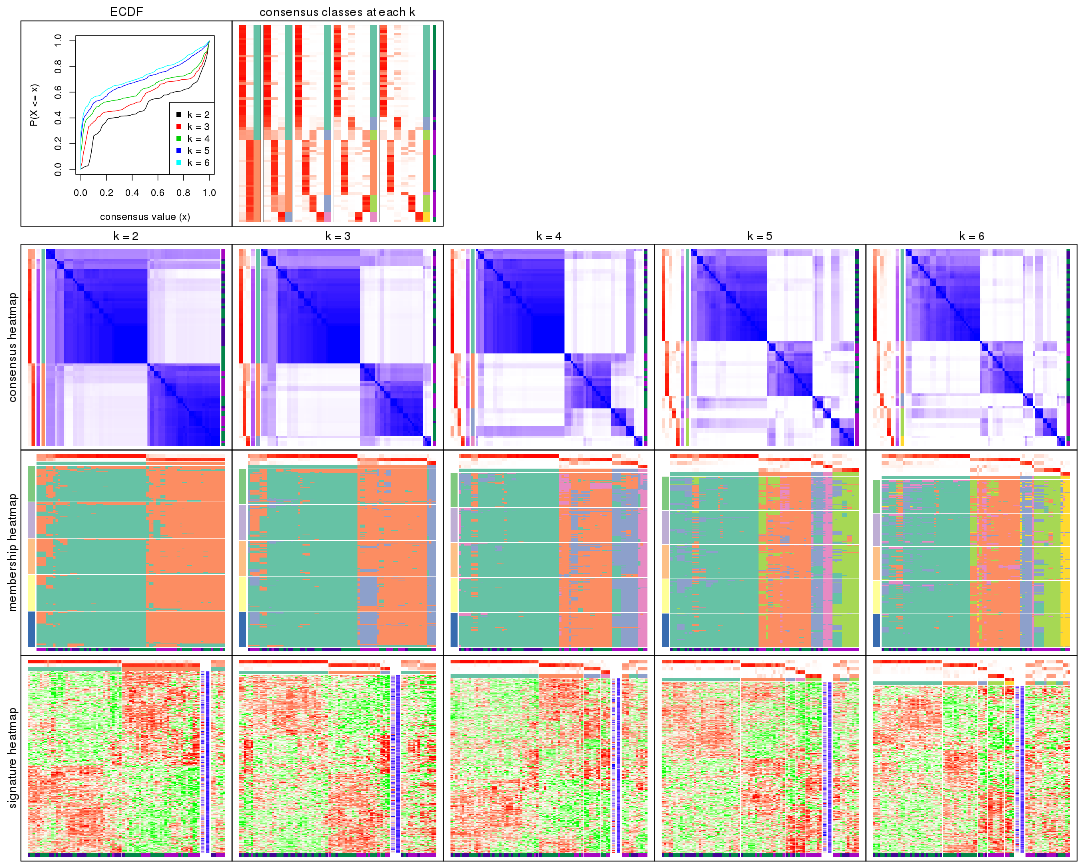 ECDF
consensus classes at each k
P(X <= x)
0.0
0.2
0.4
0.6
0.8
1.0
k = 2
k = 3
k = 4
k = 5
k = 6
0.0 0.2 0.4 0.6 0.8 1.0
consensus value (x)
k = 2
k = 3
k = 4
k = 5
k = 6
consensus heatmap
membership heatmap
signature heatmap